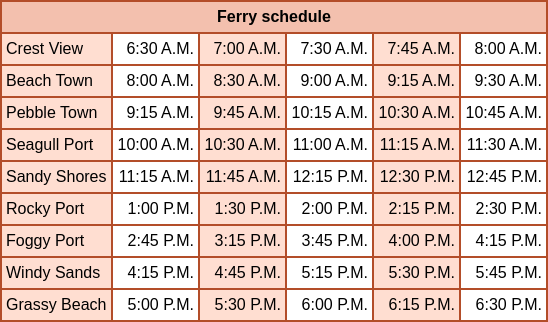 Ferry schedule
Crest View 6:30 A.M. 7:00 A.M. 7:30 A.M. 7:45 A.M. 8:00 A.M.
Beach Town 8:00 A.M. 8:30 A.M. 9:00 A.M. 9:15 A.M. 9:30 A.M.
Pebble Town 9:15 A.M. 9:45 A.M. 10:15 A.M. 10:30 A.M. 10:45 A.M.
Seagull Port 10:00 A.M. 10:30 A.M. 11:00 A.M. 11:15 A.M. 11:30 A.M.
Sandy Shores 11:15 A.M. 11:45 A.M. 12:15 P.M. 12:30 P.M. 12:45 P.M.
Rocky Port 1:00 P.M. 1:30 P.M. 2:00 P.M. 2:15 P.M. 2:30 P.M.
Foggy Port 2:45 P.M. 3:15 P.M. 3:45 P.M. 4:00 P.M. 4:15 P.M.
Windy Sands 4:15 P.M. 4:45 P.M. 5:15 P.M. 5:30 P.M. 5:45 P.M.
Grassy Beach 5:00 P.M. 5:30 P.M. 6:00 P.M. 6:15 P.M. 6:30 P.M.